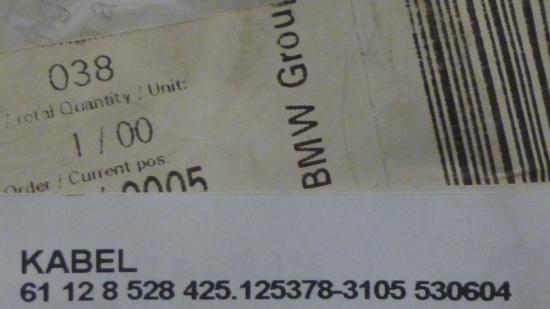 038
Total Quantity / Unit:
1 / 00
Order / Current pos.
0005
BMW Group
KABEL
61 12 8 528 425.125378-3105 530604